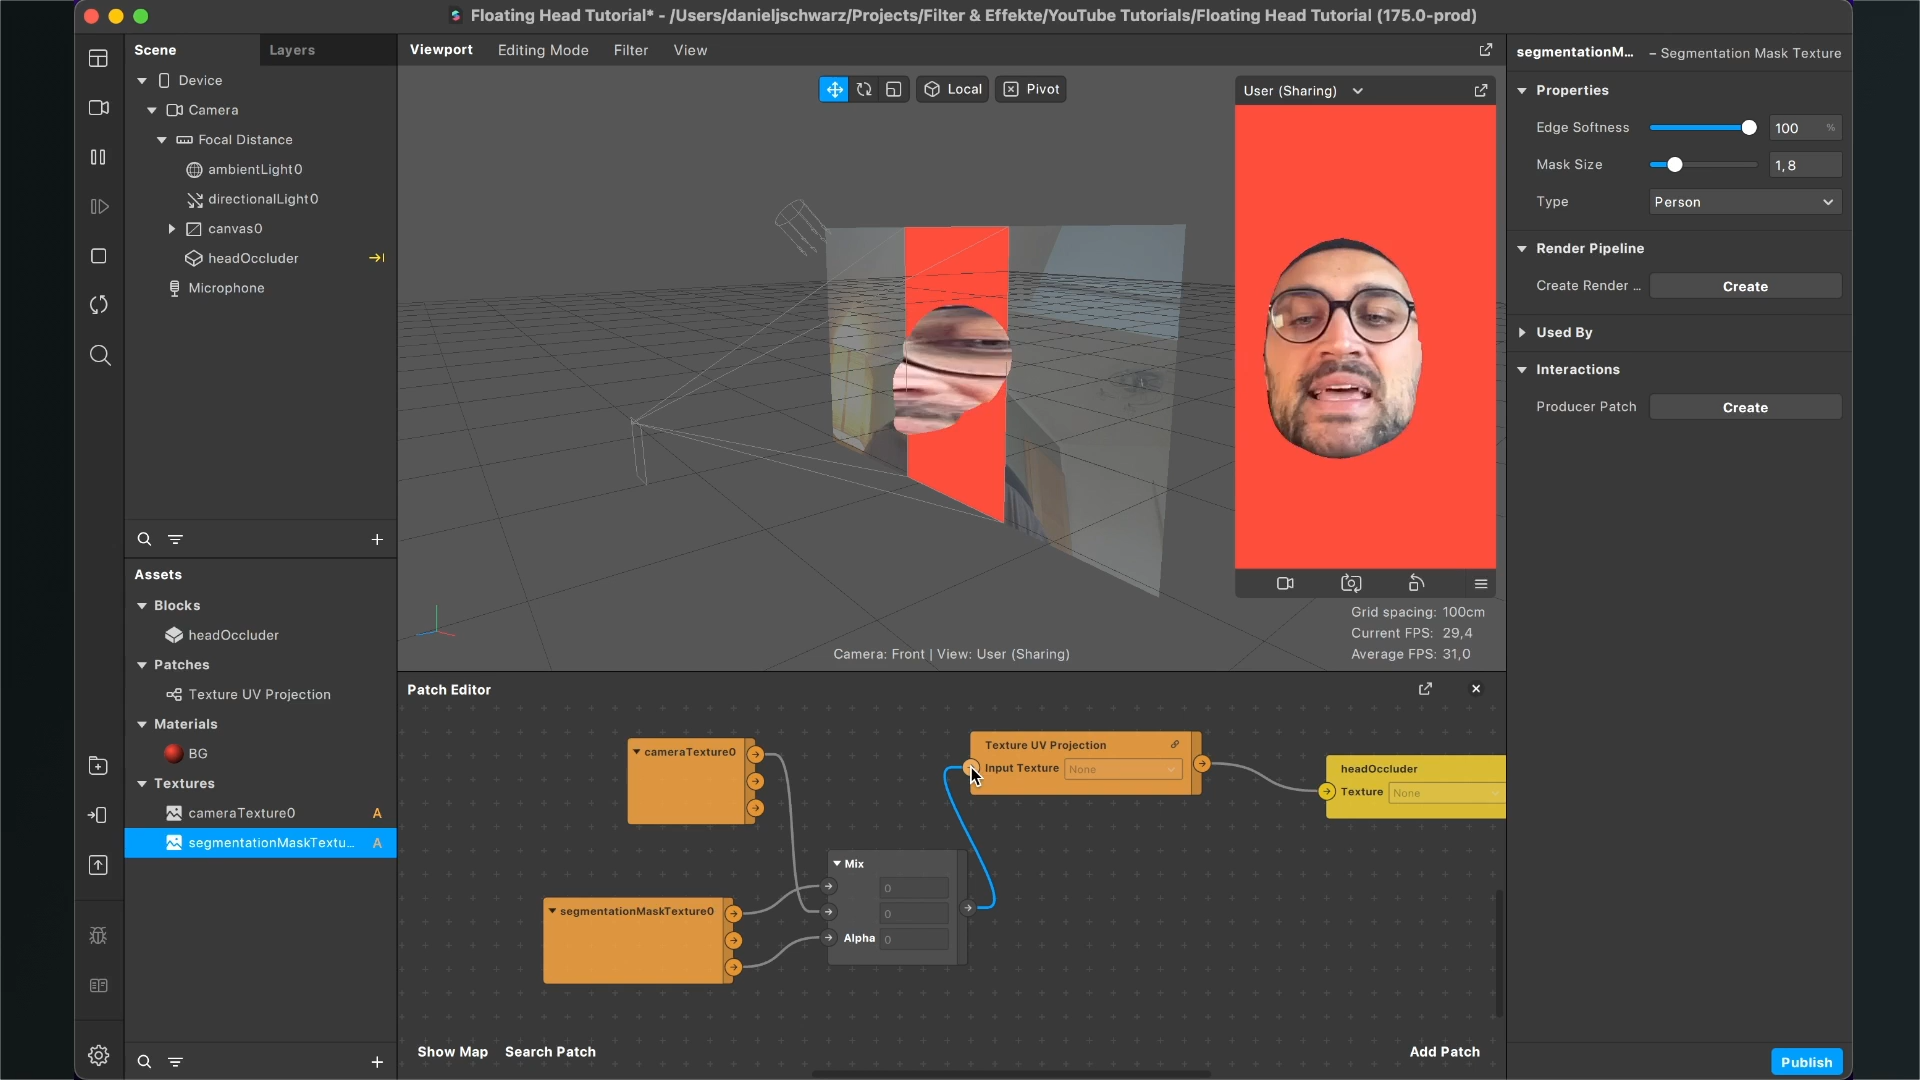 Floating Head Tutorial* - /Users/danieljschwarz/Projects/Filter & Effekte/YouTube Tutorials/Floating Head Tutorial (175.0-prod)
Scene
Layers
Device
Camera
Focal Distance
ambientLight0
directionalLight0
canvas0
headOccluder
Microphone
Assets
Blocks
headOccluder
Patches
Texture UV Projection
Materials
BG
Textures
cameraTexture0 A
segmentationMaskTextu... A
Viewport
Editing Mode
Filter
View
Local
Pivot
User (Sharing)
Grid spacing: 100cm
Current FPS: 29,4
Average FPS: 31,0
Camera: Front | View: User (Sharing)
Patch Editor
cameraTexture0
segmentationMaskTexture0
Mix
0
0
Alpha 0
Texture UV Projection
Input Texture None
headOccluder
Texture None
Show Map
Search Patch
Add Patch
segmentationM... – Segmentation Mask Texture
Properties
Edge Softness 100 %
Mask Size 1,8
Type Person
Render Pipeline
Create Render ... Create
Used By
Interactions
Producer Patch Create
Publish